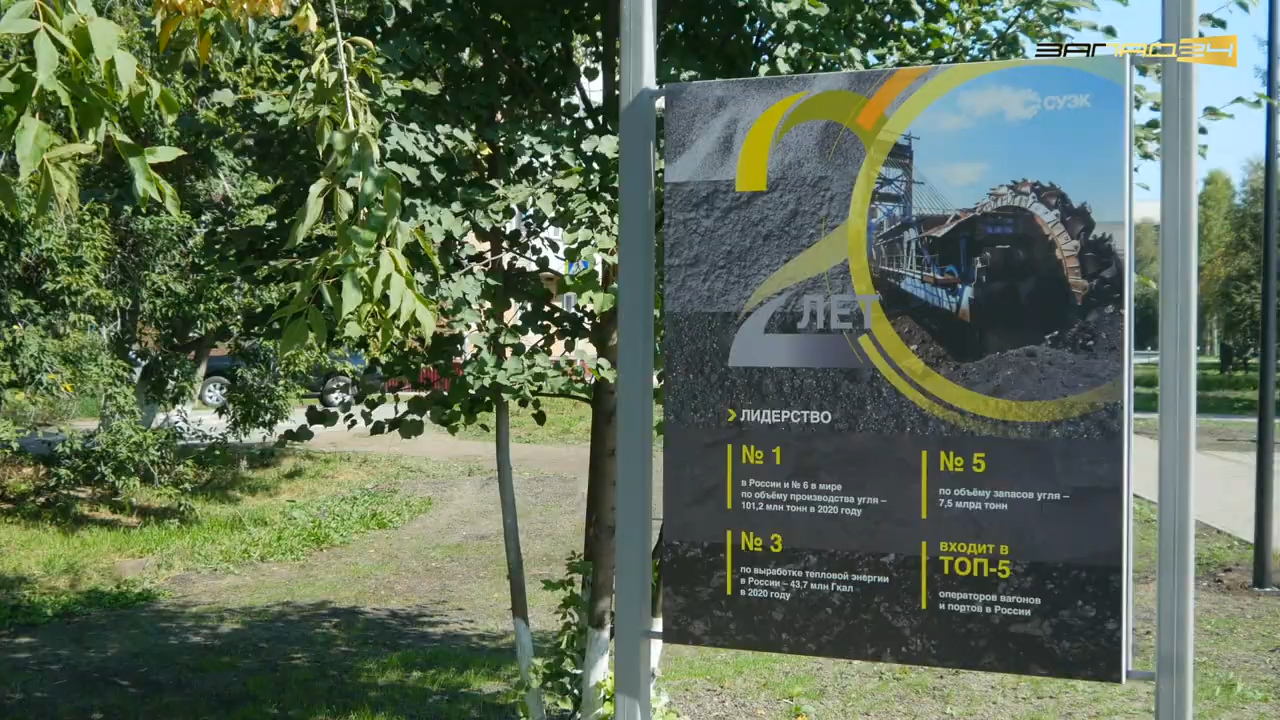 ЗАПАD24
СУЭК
20
ЛЕТ
ЛИДЕРСТВО
№ 1
в России и № 6 в мире
по объёму производства угля –
101,2 млн тонн в 2020 году
№ 5
по объёму запасов угля –
7,5 млрд тонн
№ 3
по выработке тепловой энергии
в России – 43,7 млн Гкал
в 2020 году
ВХОДИТ В
ТОП-5
операторов вагонов
и портов в России